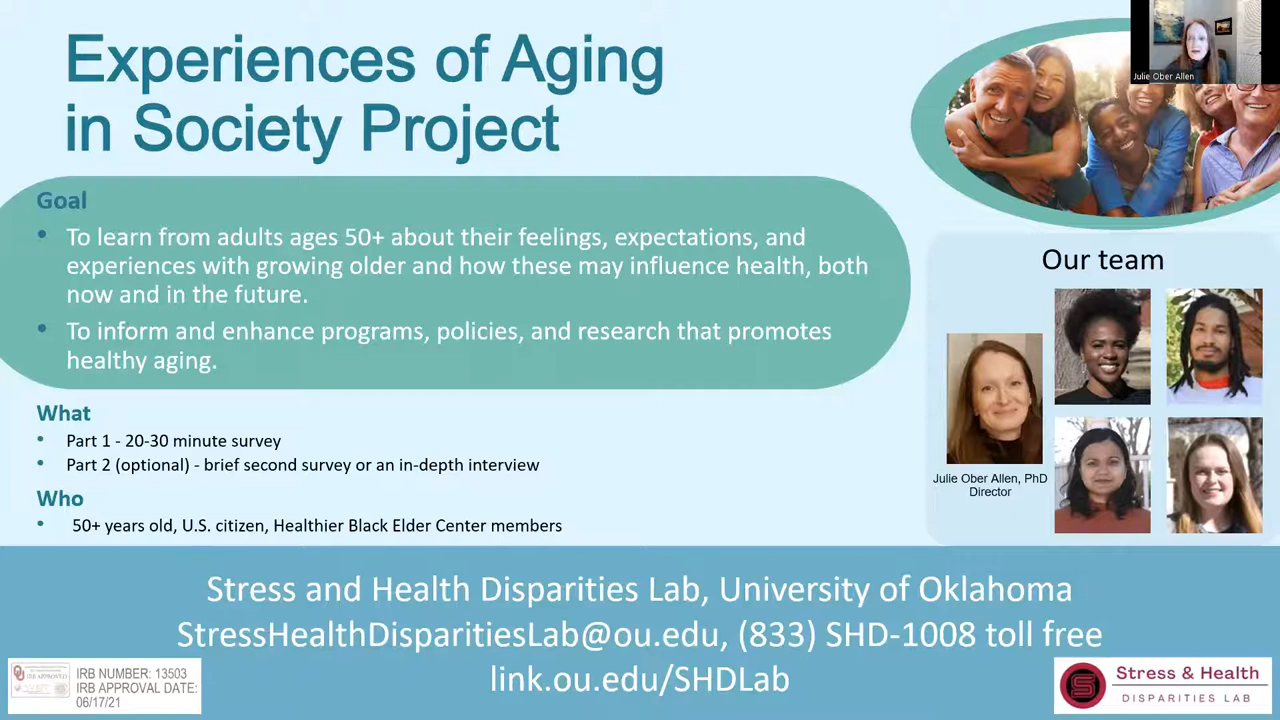 Experiences of Aging
in Society Project
Julie Ober Allen
Goal
• To learn from adults ages 50+ about their feelings, expectations, and
experiences with growing older and how these may influence health, both
now and in the future.
• To inform and enhance programs, policies, and research that promotes
healthy aging.
What
• Part 1 - 20-30 minute survey
• Part 2 (optional) - brief second survey or an in-depth interview
Who
• 50+ years old, U.S. citizen, Healthier Black Elder Center members
Our team
Julie Ober Allen, PhD
Director
Stress and Health Disparities Lab, University of Oklahoma
StressHealthDisparitiesLab@ou.edu, (833) SHD-1008 toll free
link.ou.edu/SHDLab
IRB APPROVED
IRB NUMBER: 13503
IRB APPROVAL DATE:
06/17/21
Stress & Health
DISPARITIES LAB